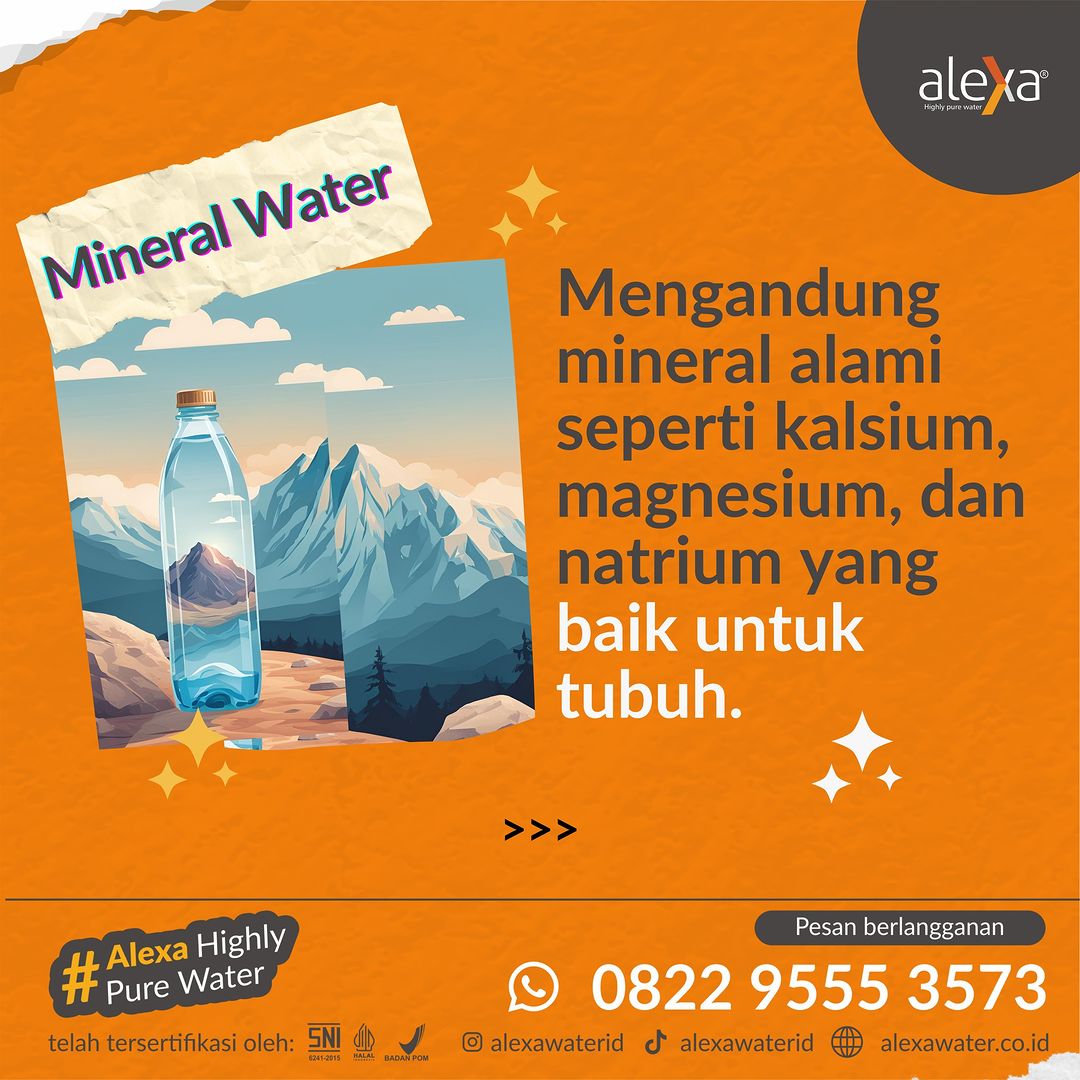 alexa®
Highly pure water
Mineral Water
Mengandung
mineral alami
seperti kalsium,
magnesium, dan
natrium yang
baik untuk
tubuh.
>>>
# Alexa Highly
Pure Water
Pesan berlangganan
0822 9555 3573
telah tersertifikasi oleh:
SNI
6241-2015
HALAL
INDONESIA
BADAN POM
alexawaterid
alexawaterid
alexawater.co.id